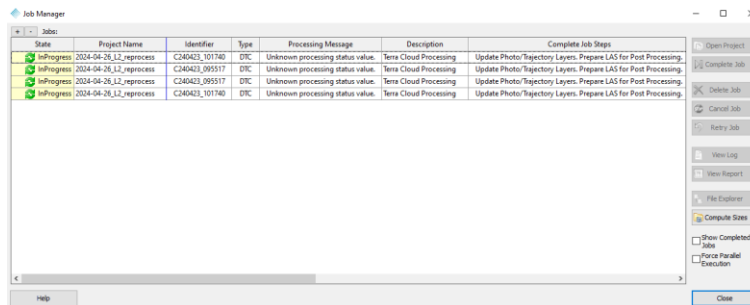 Job Manager
+ - Jobs:
State Project Name Identifier Type Processing Message Description Complete Job Steps
InProgress 2024-04-26_L2_reprocess C240423_101740 DTC Unknown processing status value. Terra Cloud Processing Update Photo/Trajectory Layers. Prepare LAS for Post Processing.
InProgress 2024-04-26_L2_reprocess C240423_095517 DTC Unknown processing status value. Terra Cloud Processing Update Photo/Trajectory Layers. Prepare LAS for Post Processing.
InProgress 2024-04-26_L2_reprocess C240423_095517 DTC Unknown processing status value. Terra Cloud Processing Update Photo/Trajectory Layers. Prepare LAS for Post Processing.
InProgress 2024-04-26_L2_reprocess C240423_101740 DTC Unknown processing status value. Terra Cloud Processing Update Photo/Trajectory Layers. Prepare LAS for Post Processing.
Open Project
Complete Job
Delete Job
Cancel Job
Retry Job
View Log
View Report
File Explorer
Compute Sizes
Show Completed
Jobs
Force Parallel
Execution
Help
Close